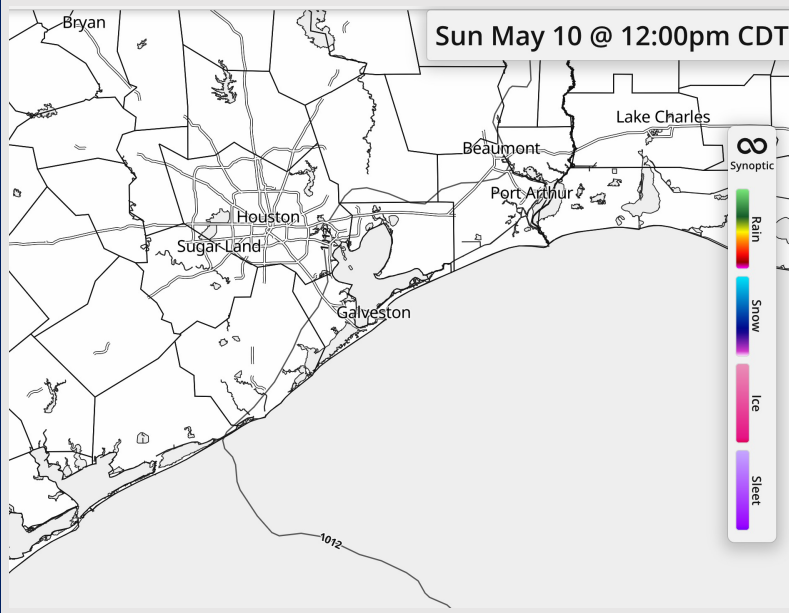 Bryan
Sun May 10 @ 12:00pm CDT
Lake Charles
Beaumont
Synoptic
Port Arthur
Houston
Rain
Sugar Land
1012
Galveston
Snow
Ice
Sleet
1012